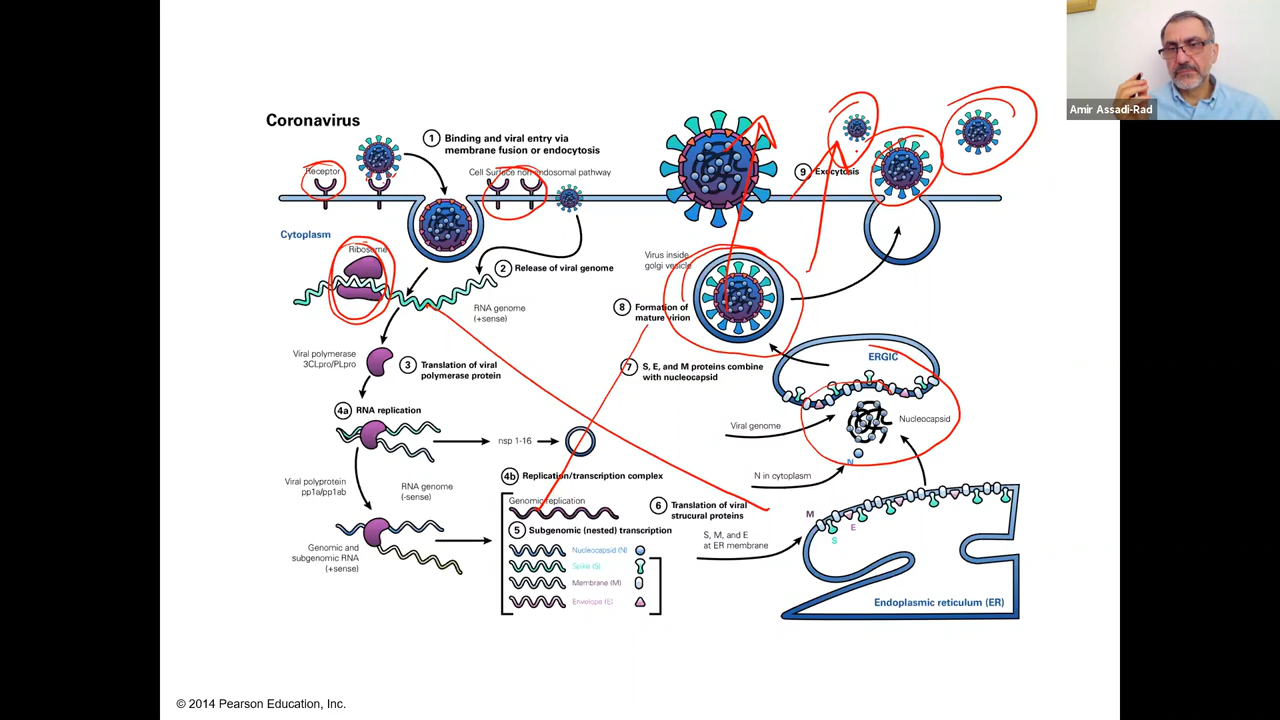 Amir Assadi-Rad
Coronavirus
1 Binding and viral entry via
membrane fusion or endocytosis
Receptor
Cell Surface non endosomal pathway
9 Exocytosis
Cytoplasm
Ribosome
2 Release of viral genome
Virus inside
golgi vesicle
RNA genome
(+sense)
8 Formation of
mature virion
Viral polymerase
3CLpro/PLpro
3 Translation of viral
polymerase protein
7 S, E, and M proteins combine
with nucleocapsid
ERGIC
4a RNA replication
Viral genome
Nucleocapsid
nsp 1-16
N
N in cytoplasm
Viral polyprotein
pp1a/pp1ab
RNA genome
(-sense)
4b Replication/transcription complex
Genomic replication
6 Translation of viral
strucural proteins
5 Subgenomic (nested) transcription
M
E
S
S, M, and E
at ER membrane
Genomic and
subgenomic RNA
(+sense)
Nucleocapsid (N)
Spike (S)
Membrane (M)
Envelope (E)
Endoplasmic reticulum (ER)
© 2014 Pearson Education, Inc.